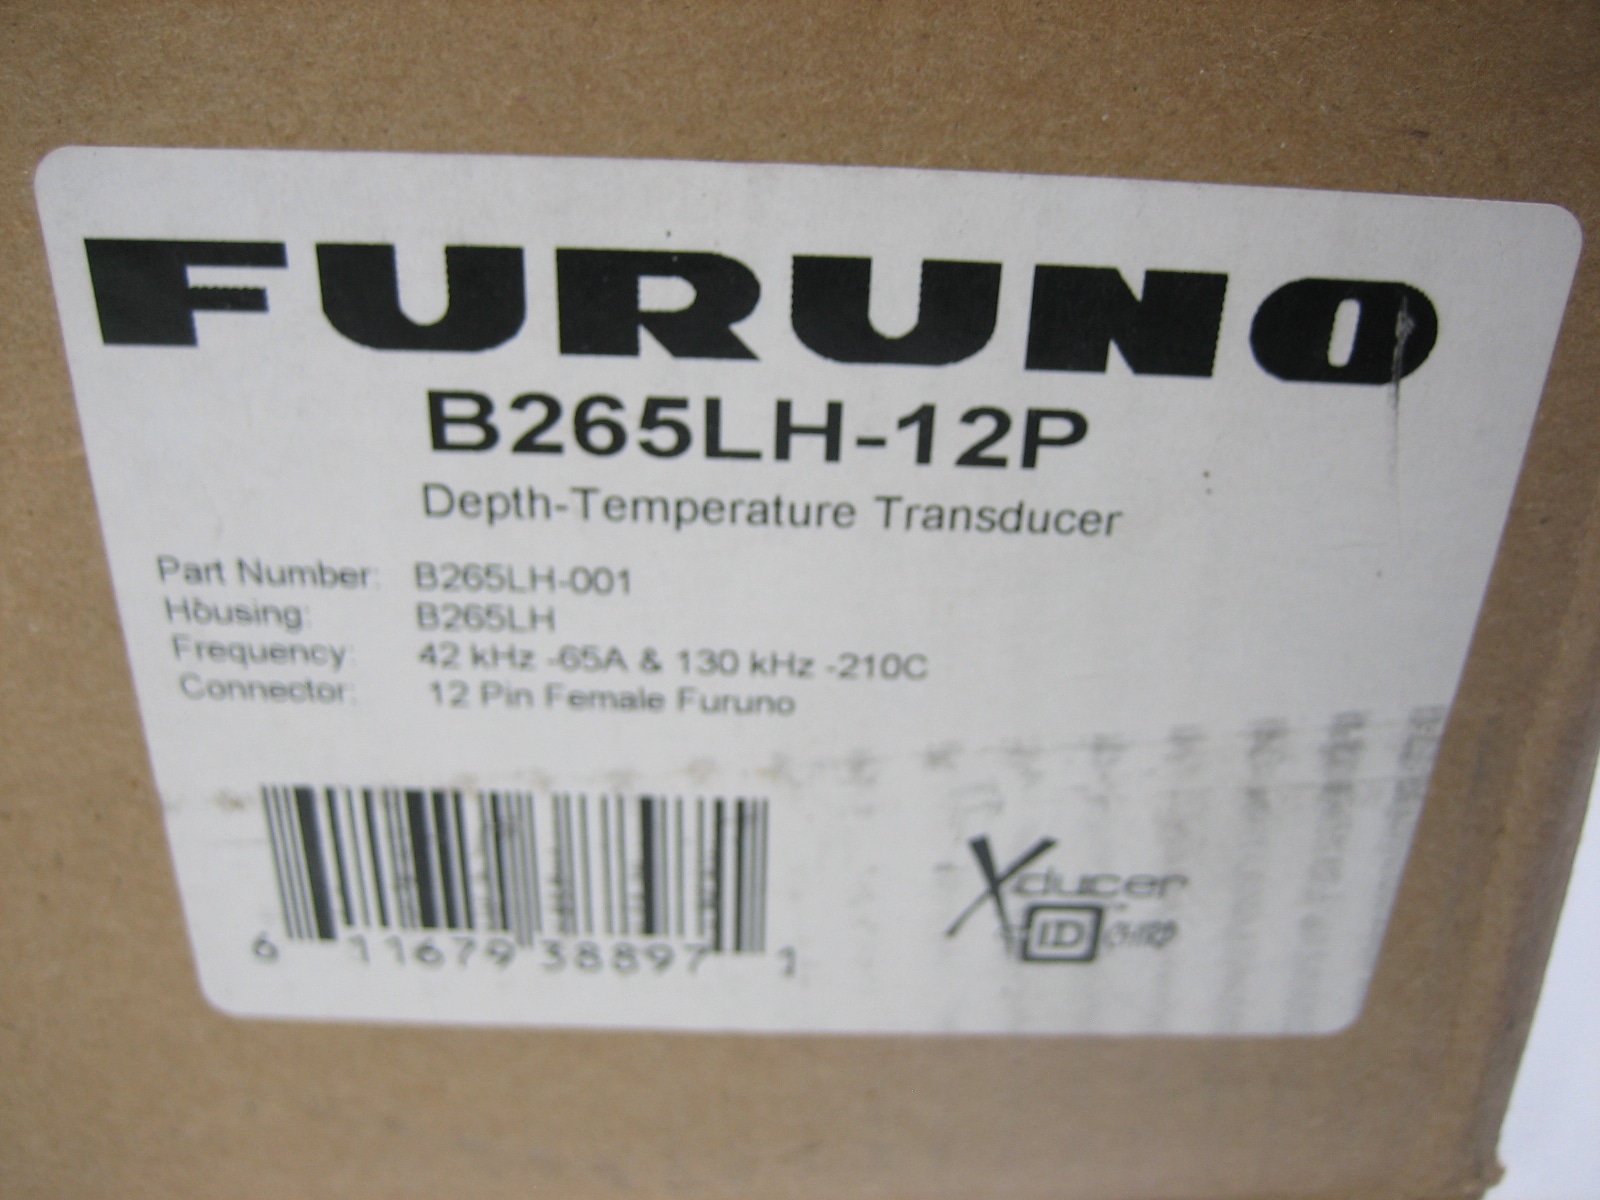 FURUNO
B265LH-12P
Depth-Temperature Transducer
Part Number: B265LH-001
Housing: B265LH
Frequency: 42 kHz -65A & 130 kHz -210C
Connector: 12 Pin Female Furuno
6 11679 38897 1
Xducer
ID CHIRP